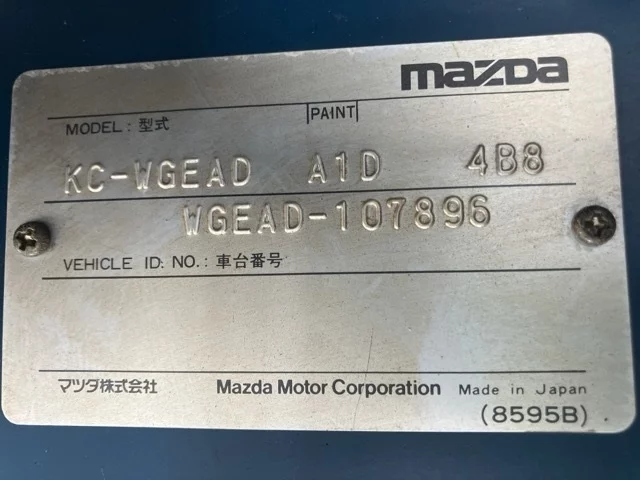 mazda
MODEL: 型式 PAINT
KC-WGEAD A1D 4B8
WGEAD-107896
VEHICLE ID. NO.: 車台番号
マツダ株式会社 Mazda Motor Corporation Made in Japan
(8595B)